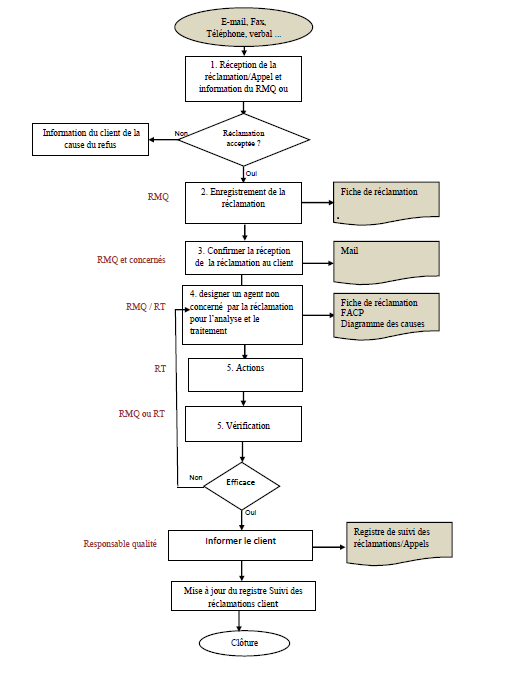 E-mail, Fax,
Téléphone, verbal ...
1. Réception de la
réclamation/Appel et
information du RMQ ou
Réclamation
acceptée ?
Non
Information du client de la
cause du refus
Oui
RMQ
2. Enregistrement de la
réclamation
Fiche de réclamation
.
RMQ et concernés
3. Confirmer la réception
de la réclamation au client
Mail
RMQ / RT
4. designer un agent non
concerné par la réclamation
pour l'analyse et le
traitement
Fiche de réclamation
FACP
Diagramme des causes
RT
5. Actions
RMQ ou RT
5. Vérification
Non
Efficace
Oui
Responsable qualité
Informer le client
Registre de suivi des
réclamations/Appels
Mise à jour du registre Suivi des
réclamations client
Clôture